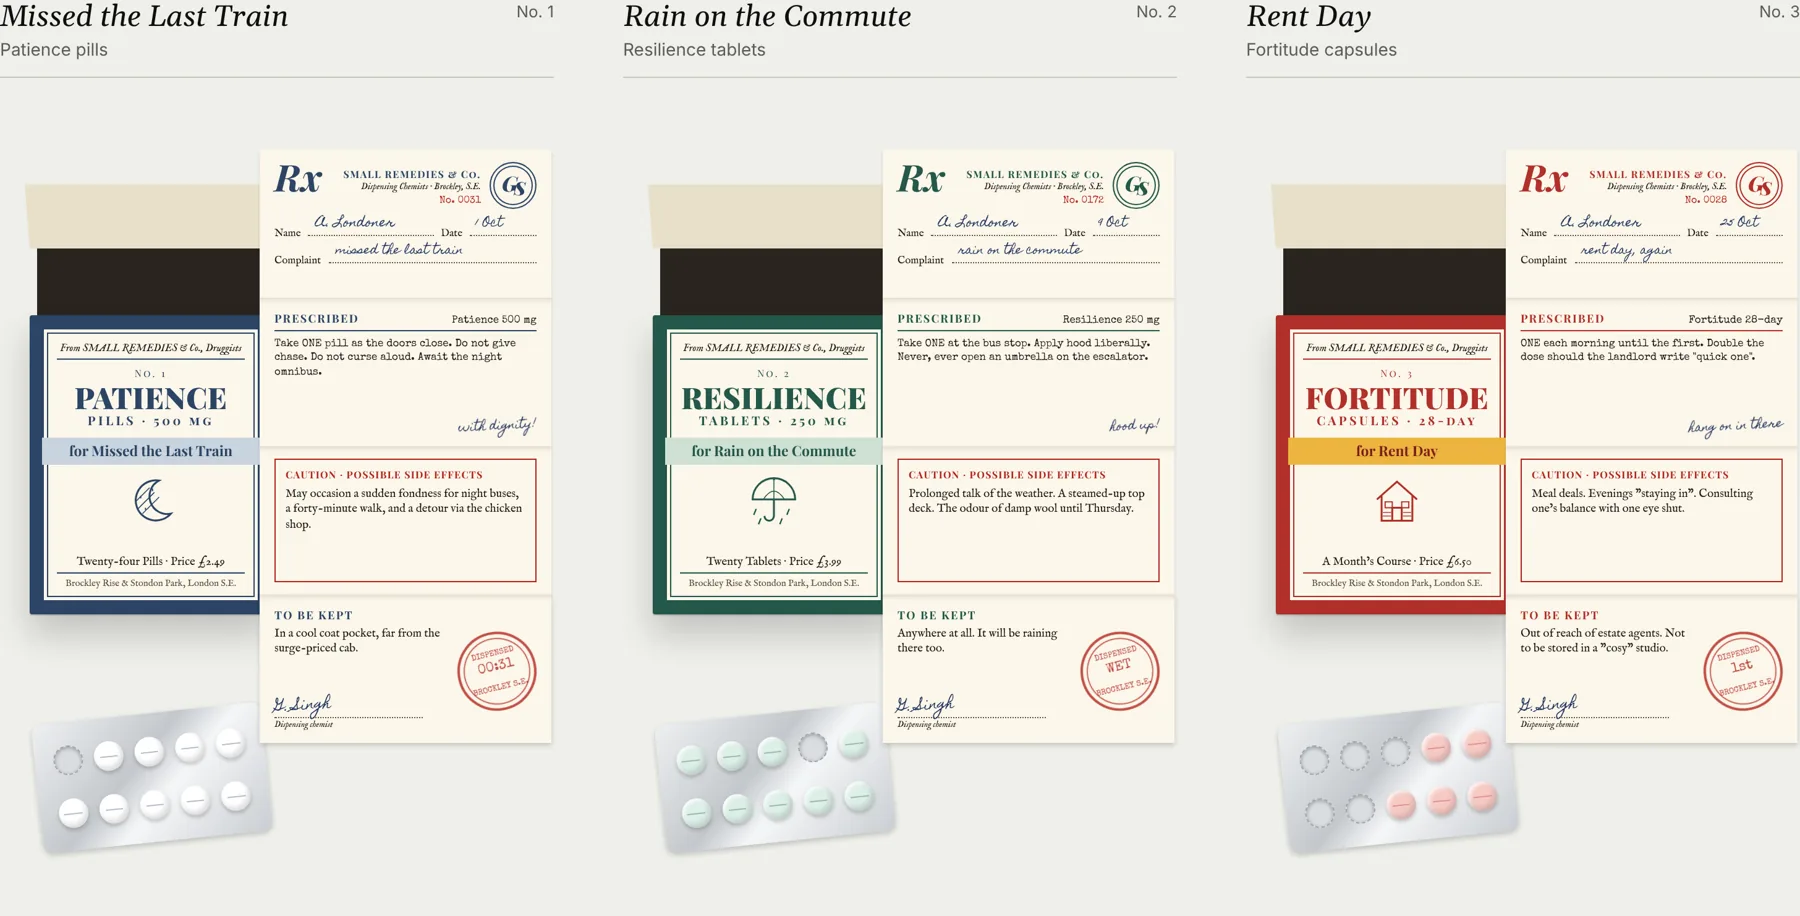 Missed the Last Train
No. 1
Patience pills
Rx
SMALL REMEDIES & Co.
Dispensing Chemists · Brockley, S.E.
No. 0031
GS
Name A. Londoner Date 1 Oct
Complaint missed the last train
PRESCRIBED Patience 500 mg
Take ONE pill as the doors close. Do not give
chase. Do not curse aloud. Await the night
omnibus.
with dignity!
CAUTION · POSSIBLE SIDE EFFECTS
May occasion a sudden fondness for night buses,
a forty-minute walk, and a detour via the chicken
shop.
TO BE KEPT
In a cool coat pocket, far from the
surge-priced cab.
DISPENSED
00:31
BROCKLEY S.E.
G. Singh
Dispensing chemist
From SMALL REMEDIES & Co., Druggists
NO. 1
PATIENCE
PILLS · 500 MG
for Missed the Last Train
Twenty-four Pills · Price £2.49
Brockley Rise & Stondon Park, London S.E.
Rain on the Commute
No. 2
Resilience tablets
Rx
SMALL REMEDIES & Co.
Dispensing Chemists · Brockley, S.E.
No. 0172
GS
Name A. Londoner Date 9 Oct
Complaint rain on the commute
PRESCRIBED Resilience 250 mg
Take ONE at the bus stop. Apply hood liberally.
Never, ever open an umbrella on the escalator.
hood up!
CAUTION · POSSIBLE SIDE EFFECTS
Prolonged talk of the weather. A steamed-up top
deck. The odour of damp wool until Thursday.
TO BE KEPT
Anywhere at all. It will be raining
there too.
DISPENSED
WET
BROCKLEY S.E.
G. Singh
Dispensing chemist
From SMALL REMEDIES & Co., Druggists
NO. 2
RESILIENCE
TABLETS · 250 MG
for Rain on the Commute
Twenty Tablets · Price £3.99
Brockley Rise & Stondon Park, London S.E.
Rent Day
No. 3
Fortitude capsules
Rx
SMALL REMEDIES & Co.
Dispensing Chemists · Brockley, S.E.
No. 0028
GS
Name A. Londoner Date 25 Oct
Complaint rent day, again
PRESCRIBED Fortitude 28-day
ONE each morning until the first. Double the
dose should the landlord write "quick one".
hang on in there
CAUTION · POSSIBLE SIDE EFFECTS
Meal deals. Evenings "staying in". Consulting
one's balance with one eye shut.
TO BE KEPT
Out of reach of estate agents. Not
to be stored in a "cosy" studio.
DISPENSED
1st
BROCKLEY S.E.
G. Singh
Dispensing chemist
From SMALL REMEDIES & Co., Druggists
NO. 3
FORTITUDE
CAPSULES · 28-DAY
for Rent Day
A Month's Course · Price £6.50
Brockley Rise & Stondon Park, London S.E.